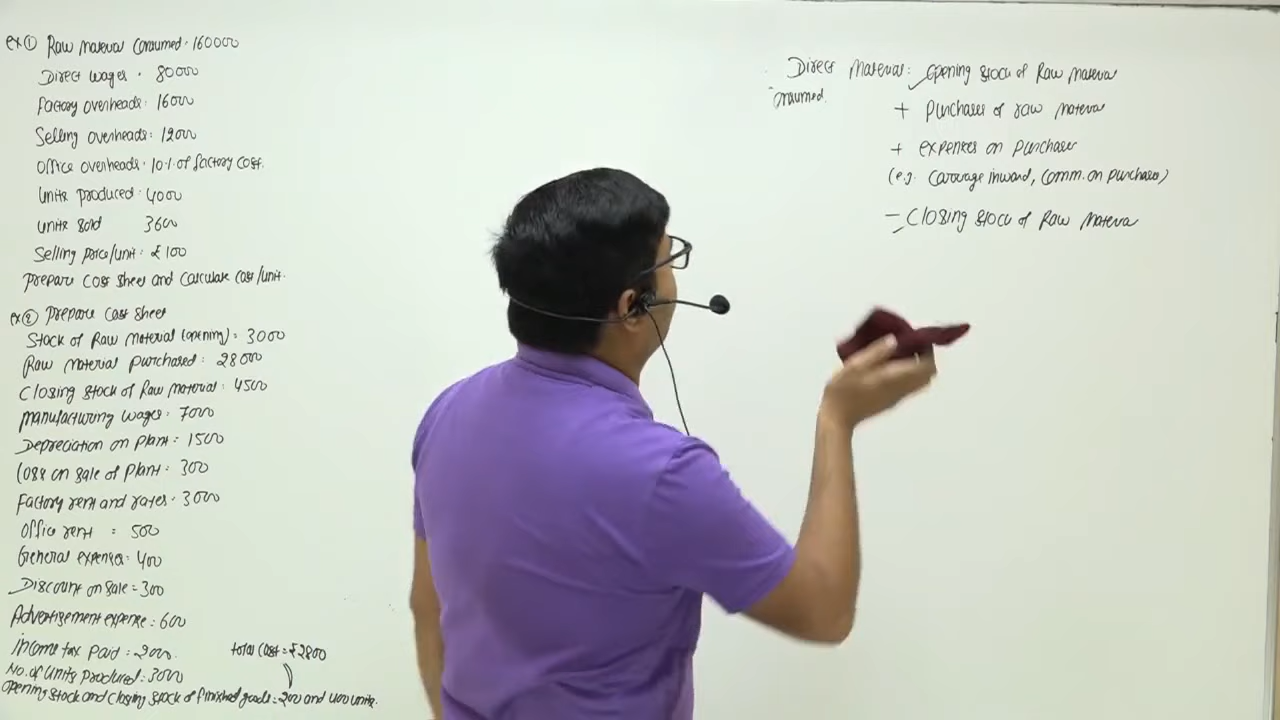 ex① Raw material Consumed · 160000
Direct wages · 80000
Factory overheads: 16000
Selling overheads: 12000
Office overheads · 10% of factory cost.
Units produced · 4000
Units sold 3600
Selling price/unit: ₹100
Prepare Cost Sheet and Calculate cost/unit.
ex② Prepare Cost Sheet
Stock of Raw Material (opening) = 3000
Raw Material Purchased: 28000
Closing Stock of Raw Material: 4500
Manufacturing Wages: 7000
Depreciation on Plant = 1500
Loss on sale of Plant: 300
Factory rent and rates · 3000
Office rent = 500
General expenses: 400
Discount on sale = 300
Advertisement expense: 600
Income tax paid = 2000.
total cost = ₹2800
No. of Units produced: 3000
Opening Stock and closing Stock of finished goods = 200 and 400 units.
Direct Material: opening Stock of Raw Material
Consumed.
+ Purchases of raw material
+ expenses on purchases
(e.g. Carriage inward, Comm. on purchases)
- Closing Stock of Raw Material